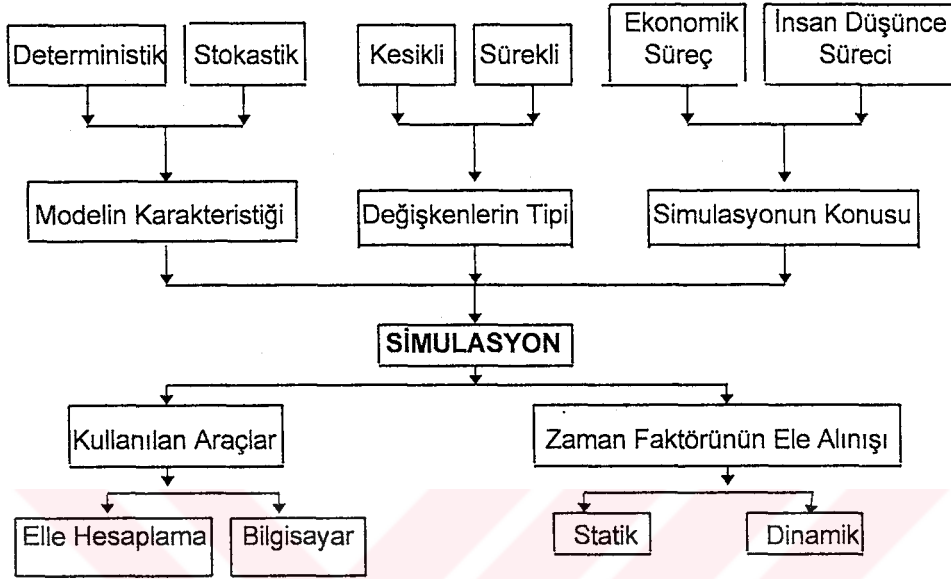 Deterministik
Stokastik
Kesikli
Sürekli
Ekonomik
Süreç
İnsan Düşünce
Süreci
Modelin Karakteristiği
Değişkenlerin Tipi
Simulasyonun Konusu
SİMULASYON
Kullanılan Araçlar
Zaman Faktörünün Ele Alınışı
Elle Hesaplama
Bilgisayar
Statik
Dinamik